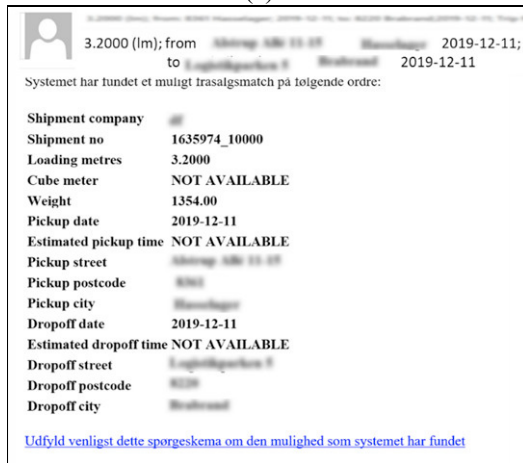 3.2000 (lm); from 2019-12-11;
to 2019-12-11
Systemet har fundet et muligt frasalgsmatch på følgende ordre:
Shipment company
Shipment no 1635974_10000
Loading metres 3.2000
Cube meter NOT AVAILABLE
Weight 1354.00
Pickup date 2019-12-11
Estimated pickup time NOT AVAILABLE
Pickup street
Pickup postcode
Pickup city
Dropoff date 2019-12-11
Estimated dropoff time NOT AVAILABLE
Dropoff street
Dropoff postcode
Dropoff city
Udfyld venligst dette spørgeskema om den mulighed som systemet har fundet